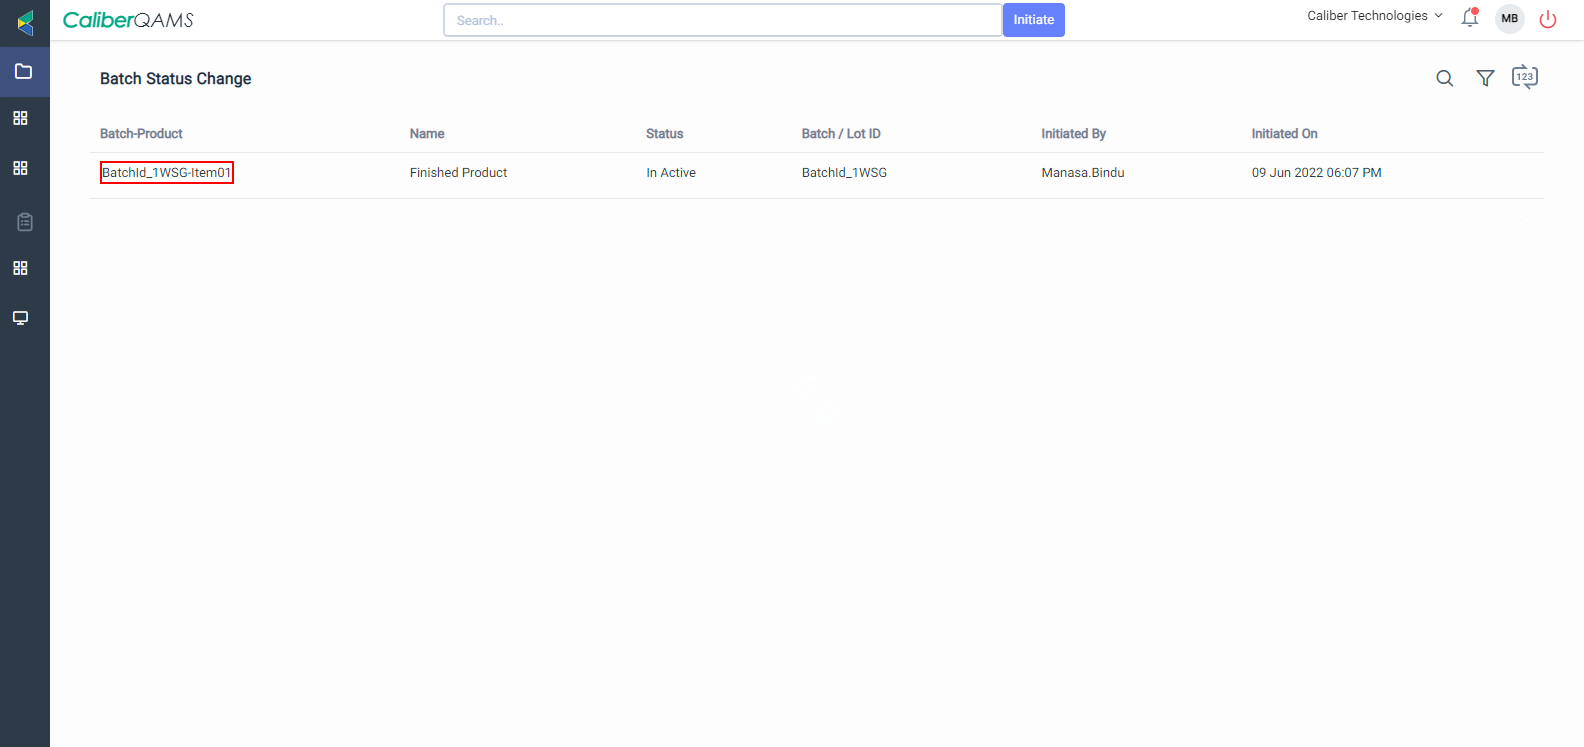 CaliberQAMS
Search..
Initiate
Caliber Technologies
MB
Batch Status Change
123
Batch-Product Name Status Batch / Lot ID Initiated By Initiated On
BatchId_1WSG-Item01 Finished Product In Active BatchId_1WSG Manasa.Bindu 09 Jun 2022 06:07 PM